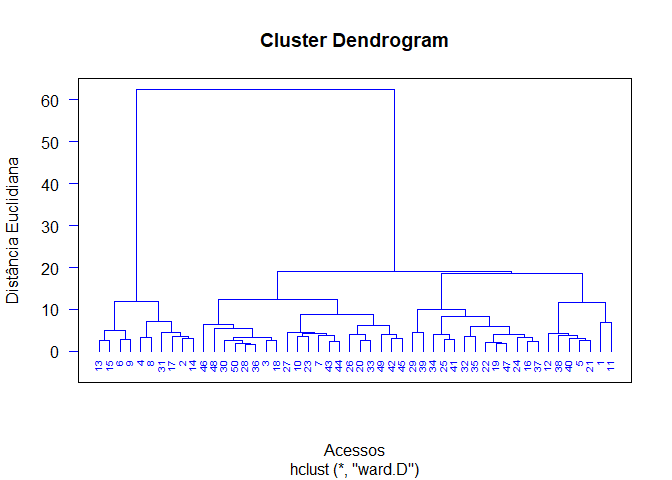 Cluster Dendrogram
Distância Euclidiana
60
50
40
30
20
10
0
13 15 6 9 4 8 31 17 2 14 46 48 30 50 28 36 3 18 27 10 23 7 43 44 26 20 33 49 42 45 29 39 34 25 41 32 35 22 19 47 24 16 37 12 38 40 5 21 1 11
Acessos
hclust (*, "ward.D")